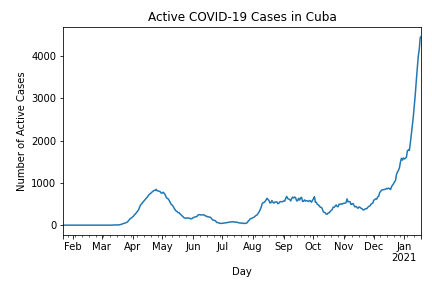 Active COVID-19 Cases in Cuba
Number of Active Cases
4000
3000
2000
1000
0
Feb Mar Apr May Jun Jul Aug Sep Oct Nov Dec Jan
2021
Day